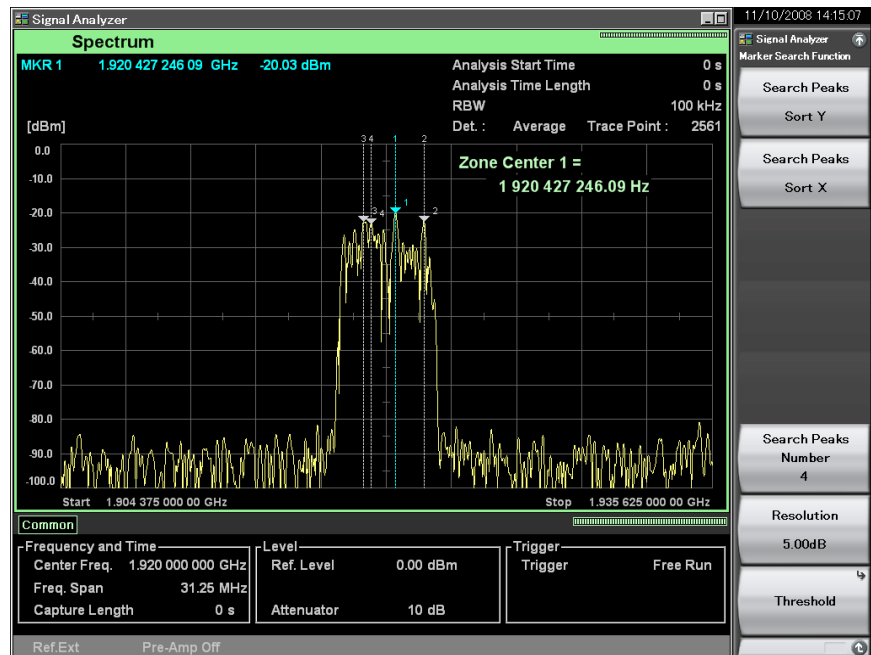 Signal Analyzer
Spectrum
MKR 1 1.920 427 246 09 GHz -20.03 dBm
Analysis Start Time 0 s
Analysis Time Length 0 s
RBW 100 kHz
[dBm] Det. : Average Trace Point : 2561
3 4 1 2
0.0
Zone Center 1 =
-10.0
1 920 427 246.09 Hz
-20.0
3 4 1 2
-30.0
-40.0
-50.0
-60.0
-70.0
-80.0
-90.0
-100.0
Start 1.904 375 000 00 GHz Stop 1.935 625 000 00 GHz
Common
Frequency and Time
Center Freq. 1.920 000 000 GHz
Freq. Span 31.25 MHz
Capture Length 0 s
Level
Ref. Level 0.00 dBm
Attenuator 10 dB
Trigger
Trigger Free Run
Ref.Ext Pre-Amp Off
11/10/2008 14:15:07
Signal Analyzer
Marker Search Function
Search Peaks
Sort Y
Search Peaks
Sort X
Search Peaks
Number
4
Resolution
5.00dB
Threshold